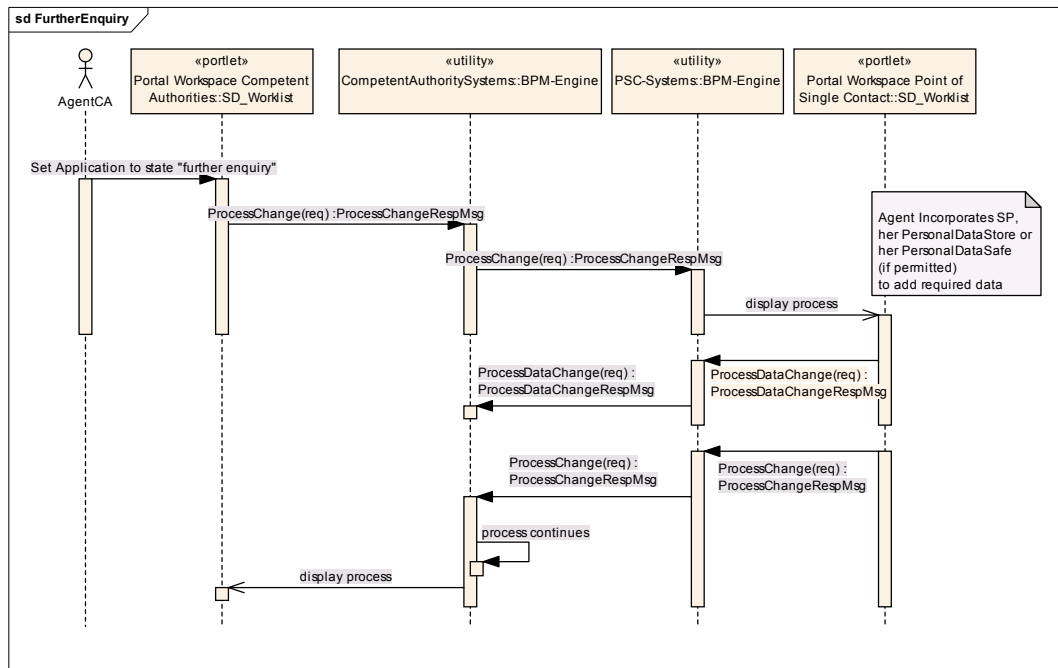 sd FurtherEnquiry
AgentCA
«portlet»
Portal Workspace Competent
Authorities::SD_Worklist
«utility»
CompetentAuthoritySystems::BPM-Engine
«utility»
PSC-Systems::BPM-Engine
«portlet»
Portal Workspace Point of
Single Contact::SD_Worklist
Set Application to state "further enquiry"
ProcessChange(req) :ProcessChangeRespMsg
ProcessChange(req) :ProcessChangeRespMsg
Agent Incorporates SP,
her PersonalDataStore or
her PersonalDataSafe
(if permitted)
to add required data
display process
ProcessDataChange(req) :
ProcessDataChangeRespMsg
ProcessDataChange(req) :
ProcessDataChangeRespMsg
ProcessChange(req) :
ProcessChangeRespMsg
ProcessChange(req) :
ProcessChangeRespMsg
process continues
display process